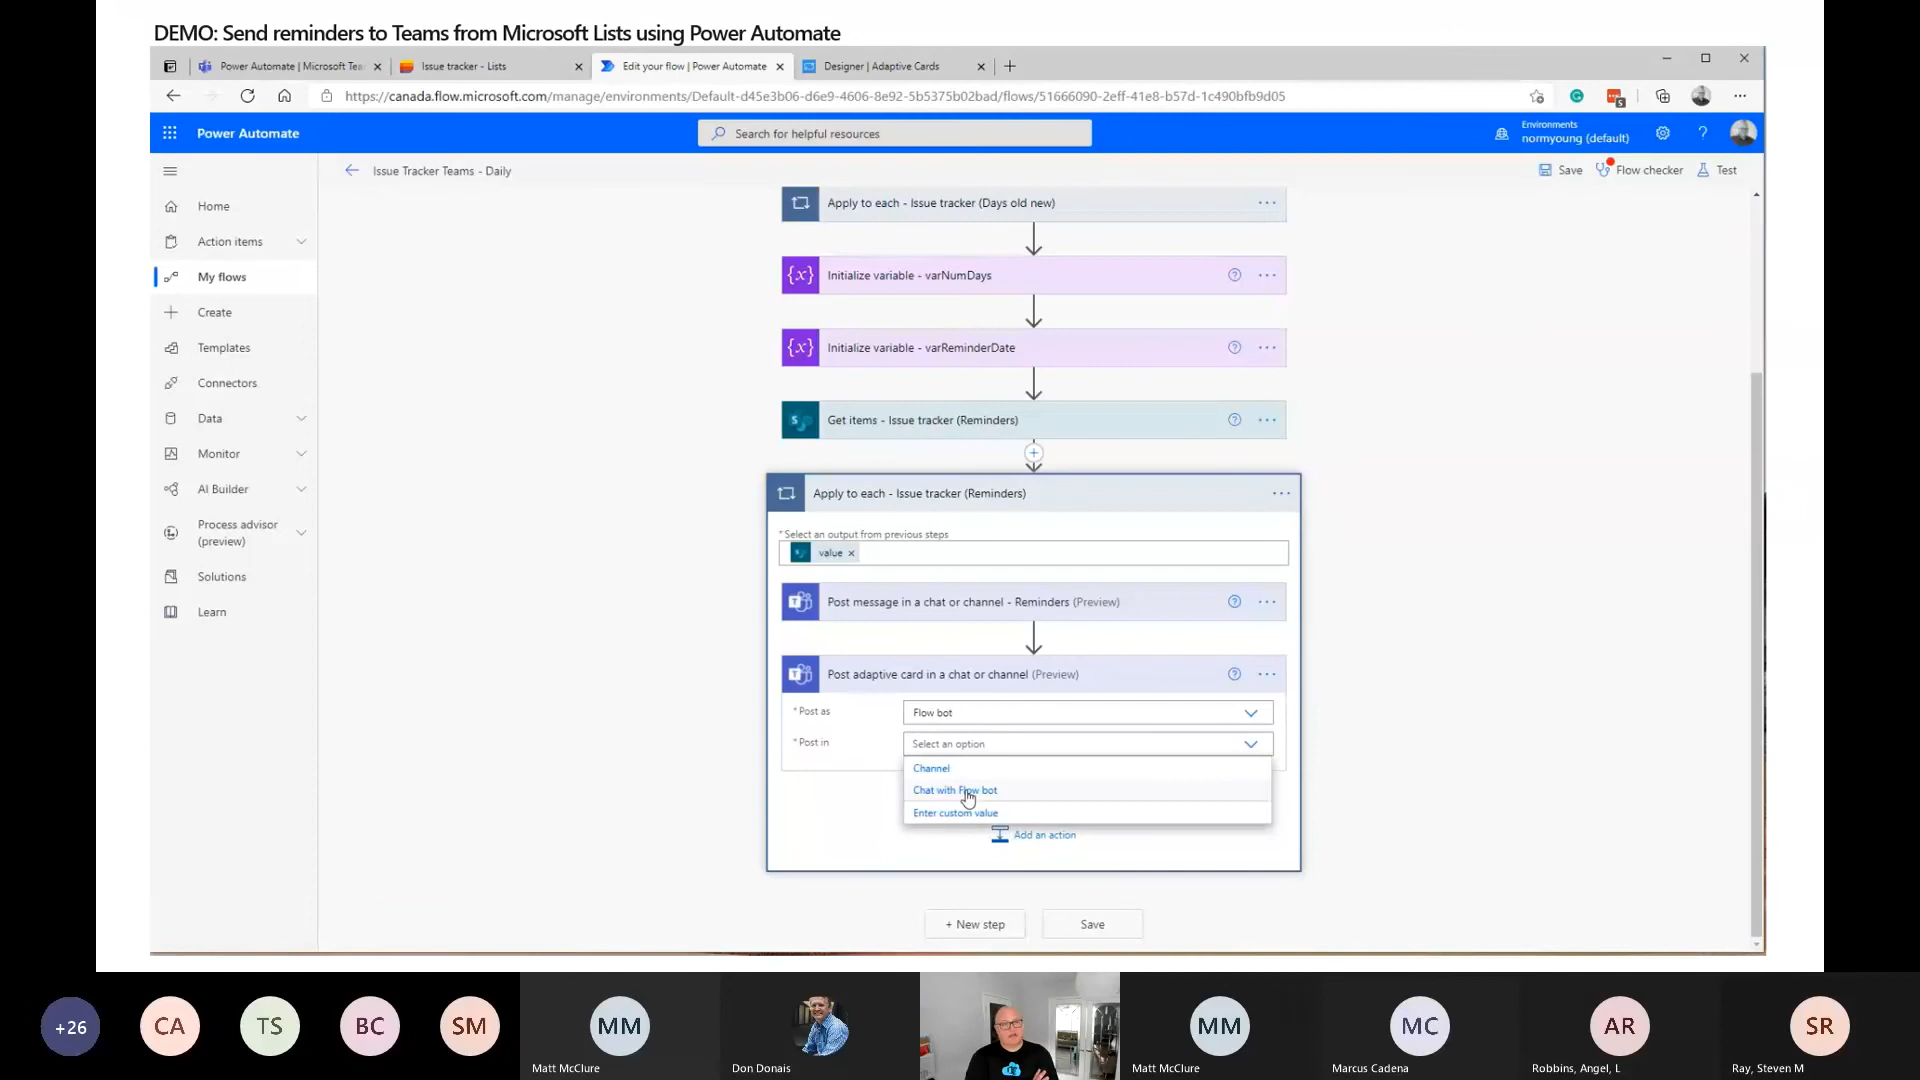 DEMO: Send reminders to Teams from Microsoft Lists using Power Automate
Power Automate | Microsoft Tea
Issue tracker - Lists
Edit your flow | Power Automate
Designer | Adaptive Cards
https://canada.flow.microsoft.com/manage/environments/Default-d45e3b06-d6e9-4606-8e92-5b5375b02bad/flows/51666090-2eff-41e8-b57d-1c490bfb9d05
5
Power Automate
Search for helpful resources
Environments
normyoung (default)
?
Issue Tracker Teams - Daily
Save
Flow checker
Test
Home
Action items
My flows
Create
Templates
Connectors
Data
Monitor
AI Builder
Process advisor
(preview)
Solutions
Learn
Apply to each - Issue tracker (Days old new)
{x} Initialize variable - varNumDays
{x} Initialize variable - varReminderDate
Get items - Issue tracker (Reminders)
Apply to each - Issue tracker (Reminders)
* Select an output from previous steps
value
Post message in a chat or channel - Reminders (Preview)
Post adaptive card in a chat or channel (Preview)
* Post as
Flow bot
* Post in
Select an option
Channel
Chat with Flow bot
Enter custom value
Add an action
+ New step
Save
+26
CA
TS
BC
SM
MM
MM
MC
AR
SR
Matt McClure
Don Donais
Matt McClure
Marcus Cadena
Robbins, Angel, L
Ray, Steven M